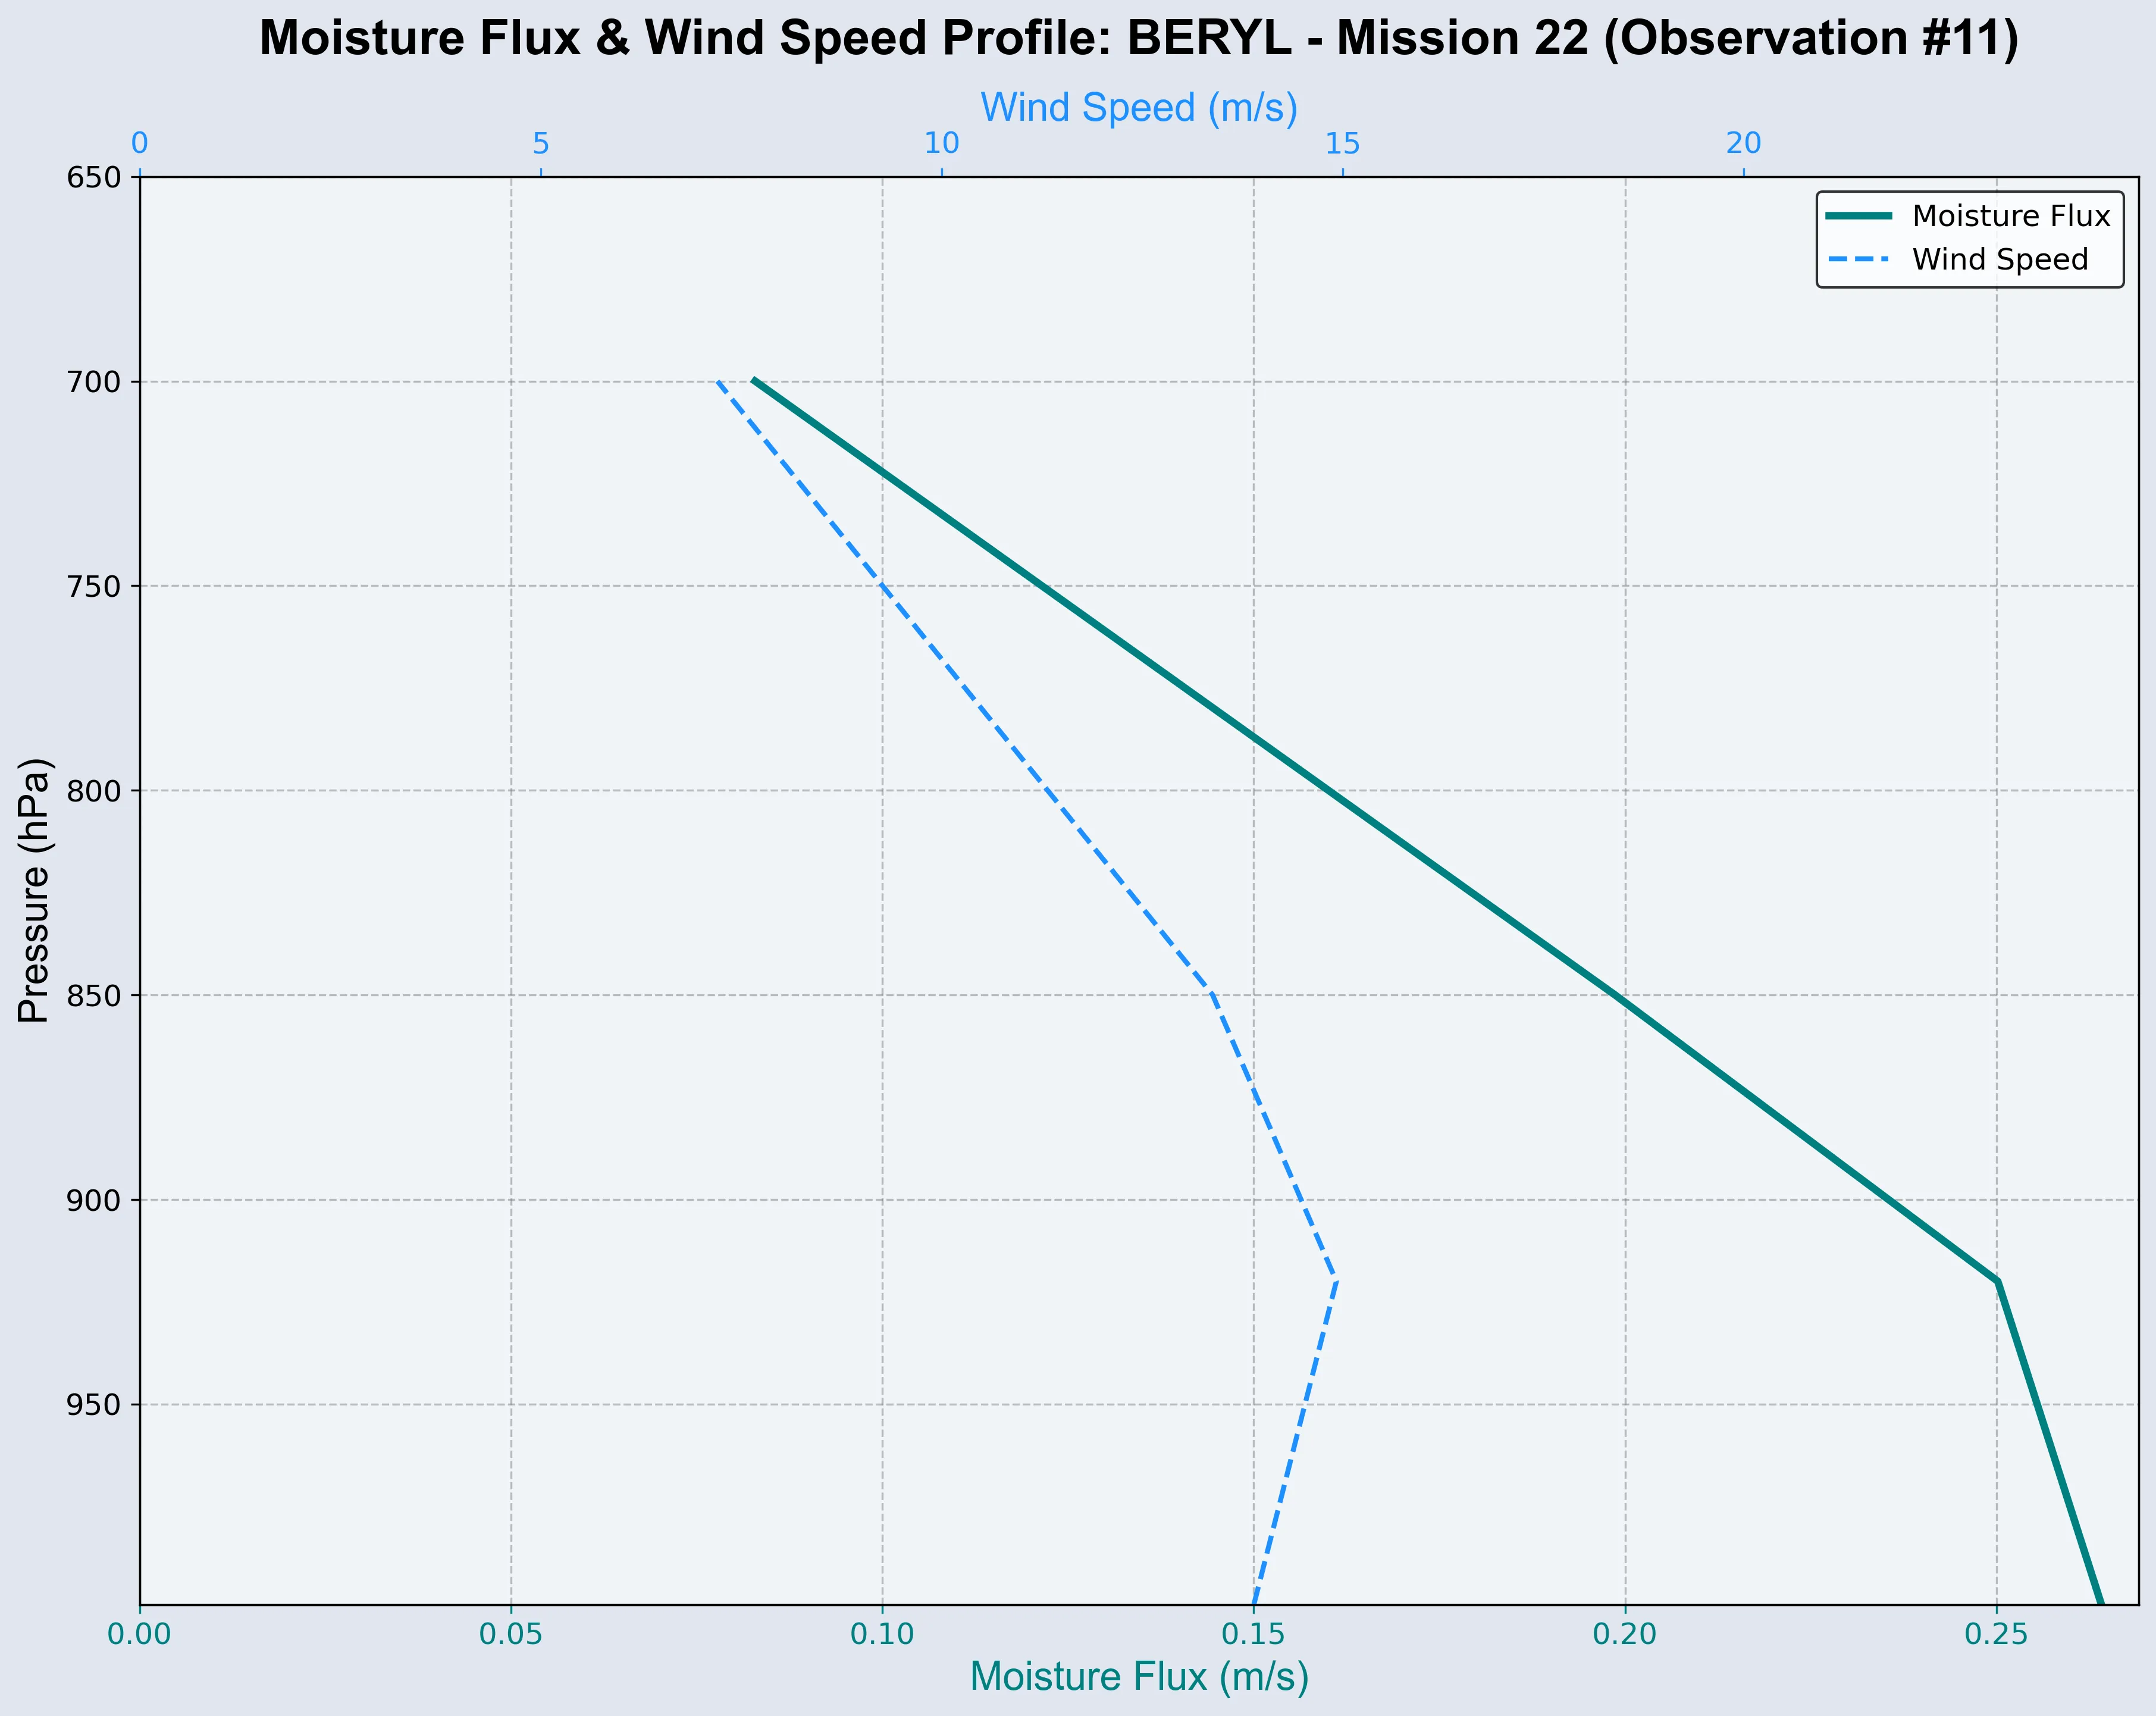 Moisture Flux & Wind Speed Profile: BERYL - Mission 22 (Observation #11)
Wind Speed (m/s)
0 5 10 15 20
Moisture Flux
Wind Speed
650
700
750
800
850
900
950
Pressure (hPa)
0.00 0.05 0.10 0.15 0.20 0.25
Moisture Flux (m/s)